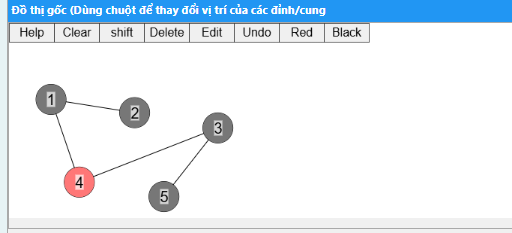 Đồ thị gốc (Dùng chuột để thay đổi vị trí của các đỉnh/cung
Help Clear shift Delete Edit Undo Red Black
1
2
3
4
5